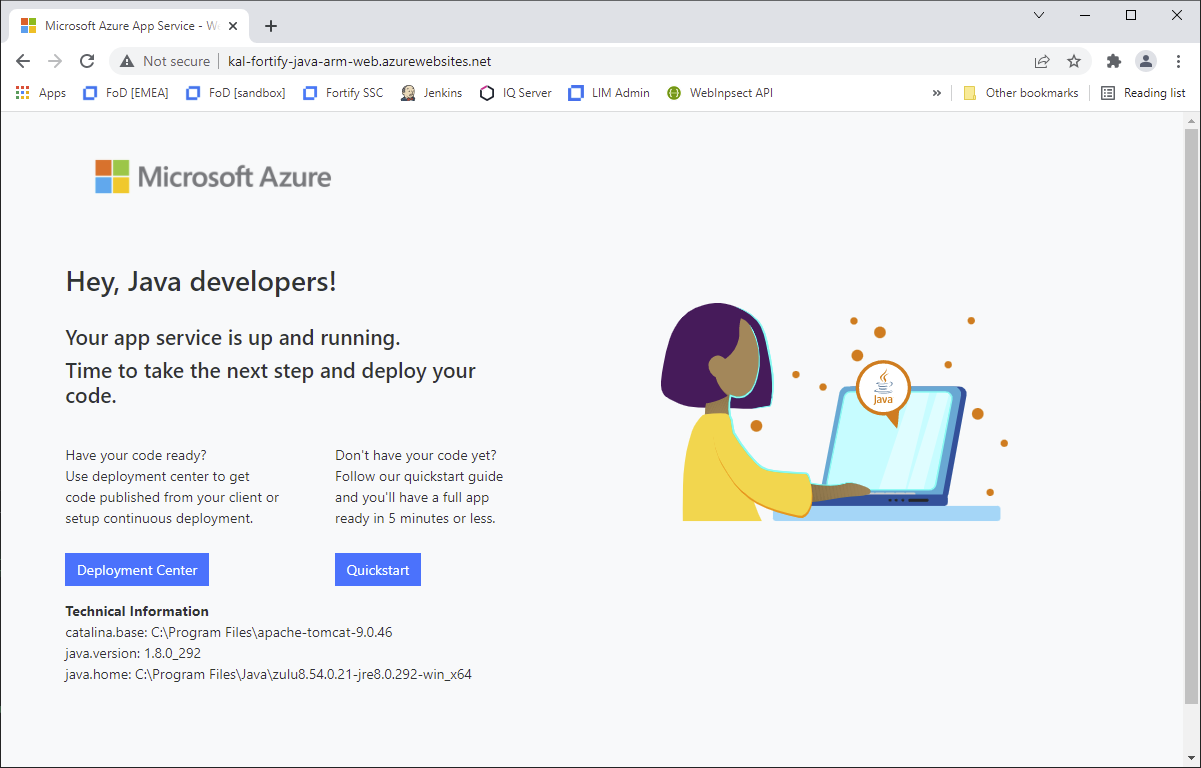 Microsoft Azure App Service - W
Not secure
kal-fortify-java-arm-web.azurewebsites.net
Apps
FoD [EMEA]
FoD [sandbox]
Fortify SSC
Jenkins
IQ Server
LIM Admin
WebInpsect API
»
Other bookmarks
Reading list
Microsoft Azure
Hey, Java developers!
Your app service is up and running.
Time to take the next step and deploy your
code.
Have your code ready?
Use deployment center to get
code published from your client or
setup continuous deployment.
Deployment Center
Don't have your code yet?
Follow our quickstart guide
and you'll have a full app
ready in 5 minutes or less.
Quickstart
Java
Technical Information
catalina.base: C:\Program Files\apache-tomcat-9.0.46
java.version: 1.8.0_292
java.home: C:\Program Files\Java\zulu8.54.0.21-jre8.0.292-win_x64